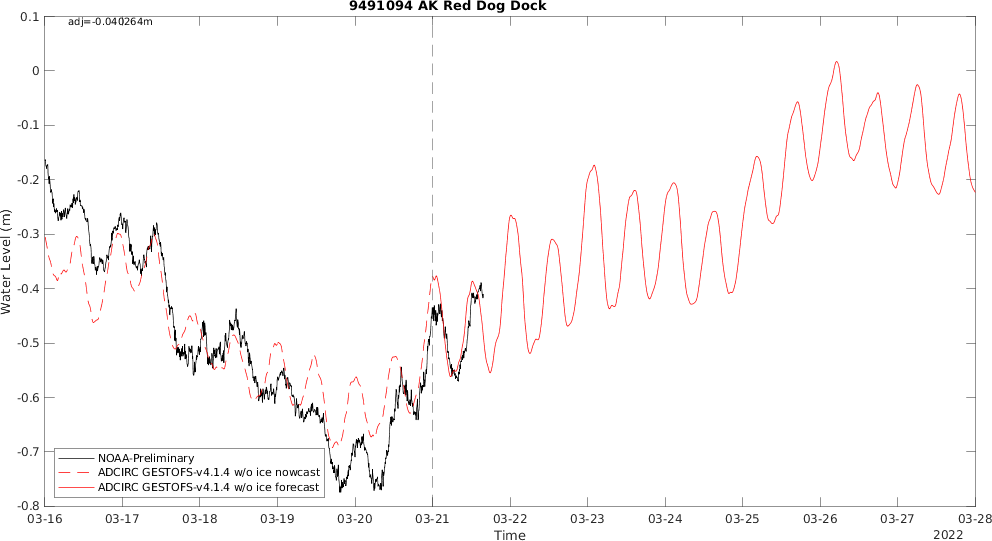 9491094 AK Red Dog Dock
adj=-0.040264m
0.1
0
-0.1
-0.2
-0.3
-0.4
-0.5
-0.6
-0.7
-0.8
Water Level (m)
NOAA-Preliminary
ADCIRC GESTOFS-v4.1.4 w/o ice nowcast
ADCIRC GESTOFS-v4.1.4 w/o ice forecast
03-16 03-17 03-18 03-19 03-20 03-21 03-22 03-23 03-24 03-25 03-26 03-27 03-28
Time
2022